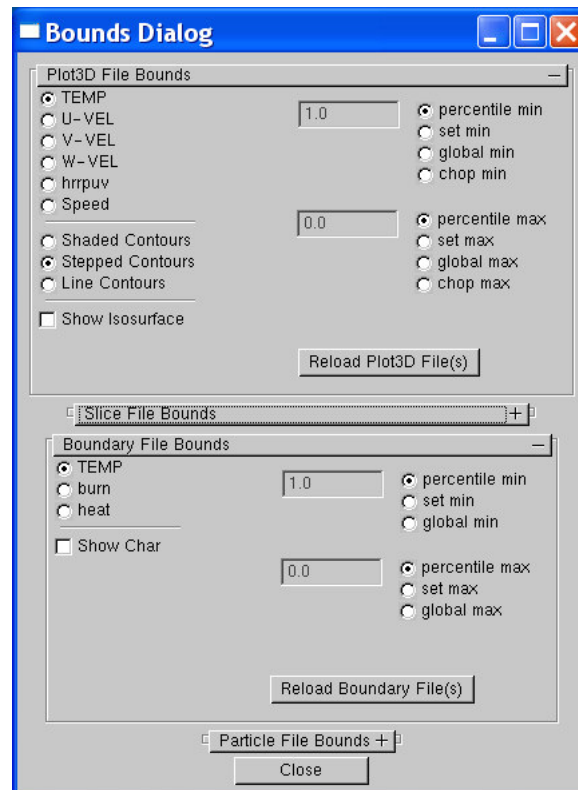 Bounds Dialog
Plot3D File Bounds
TEMP
U-VEL
V-VEL
W-VEL
hrrpuv
Speed
1.0
percentile min
set min
global min
chop min
0.0
percentile max
set max
global max
chop max
Shaded Contours
Stepped Contours
Line Contours
Show Isosurface
Reload Plot3D File(s)
Slice File Bounds
Boundary File Bounds
TEMP
burn
heat
1.0
percentile min
set min
global min
Show Char
0.0
percentile max
set max
global max
Reload Boundary File(s)
Particle File Bounds
Close